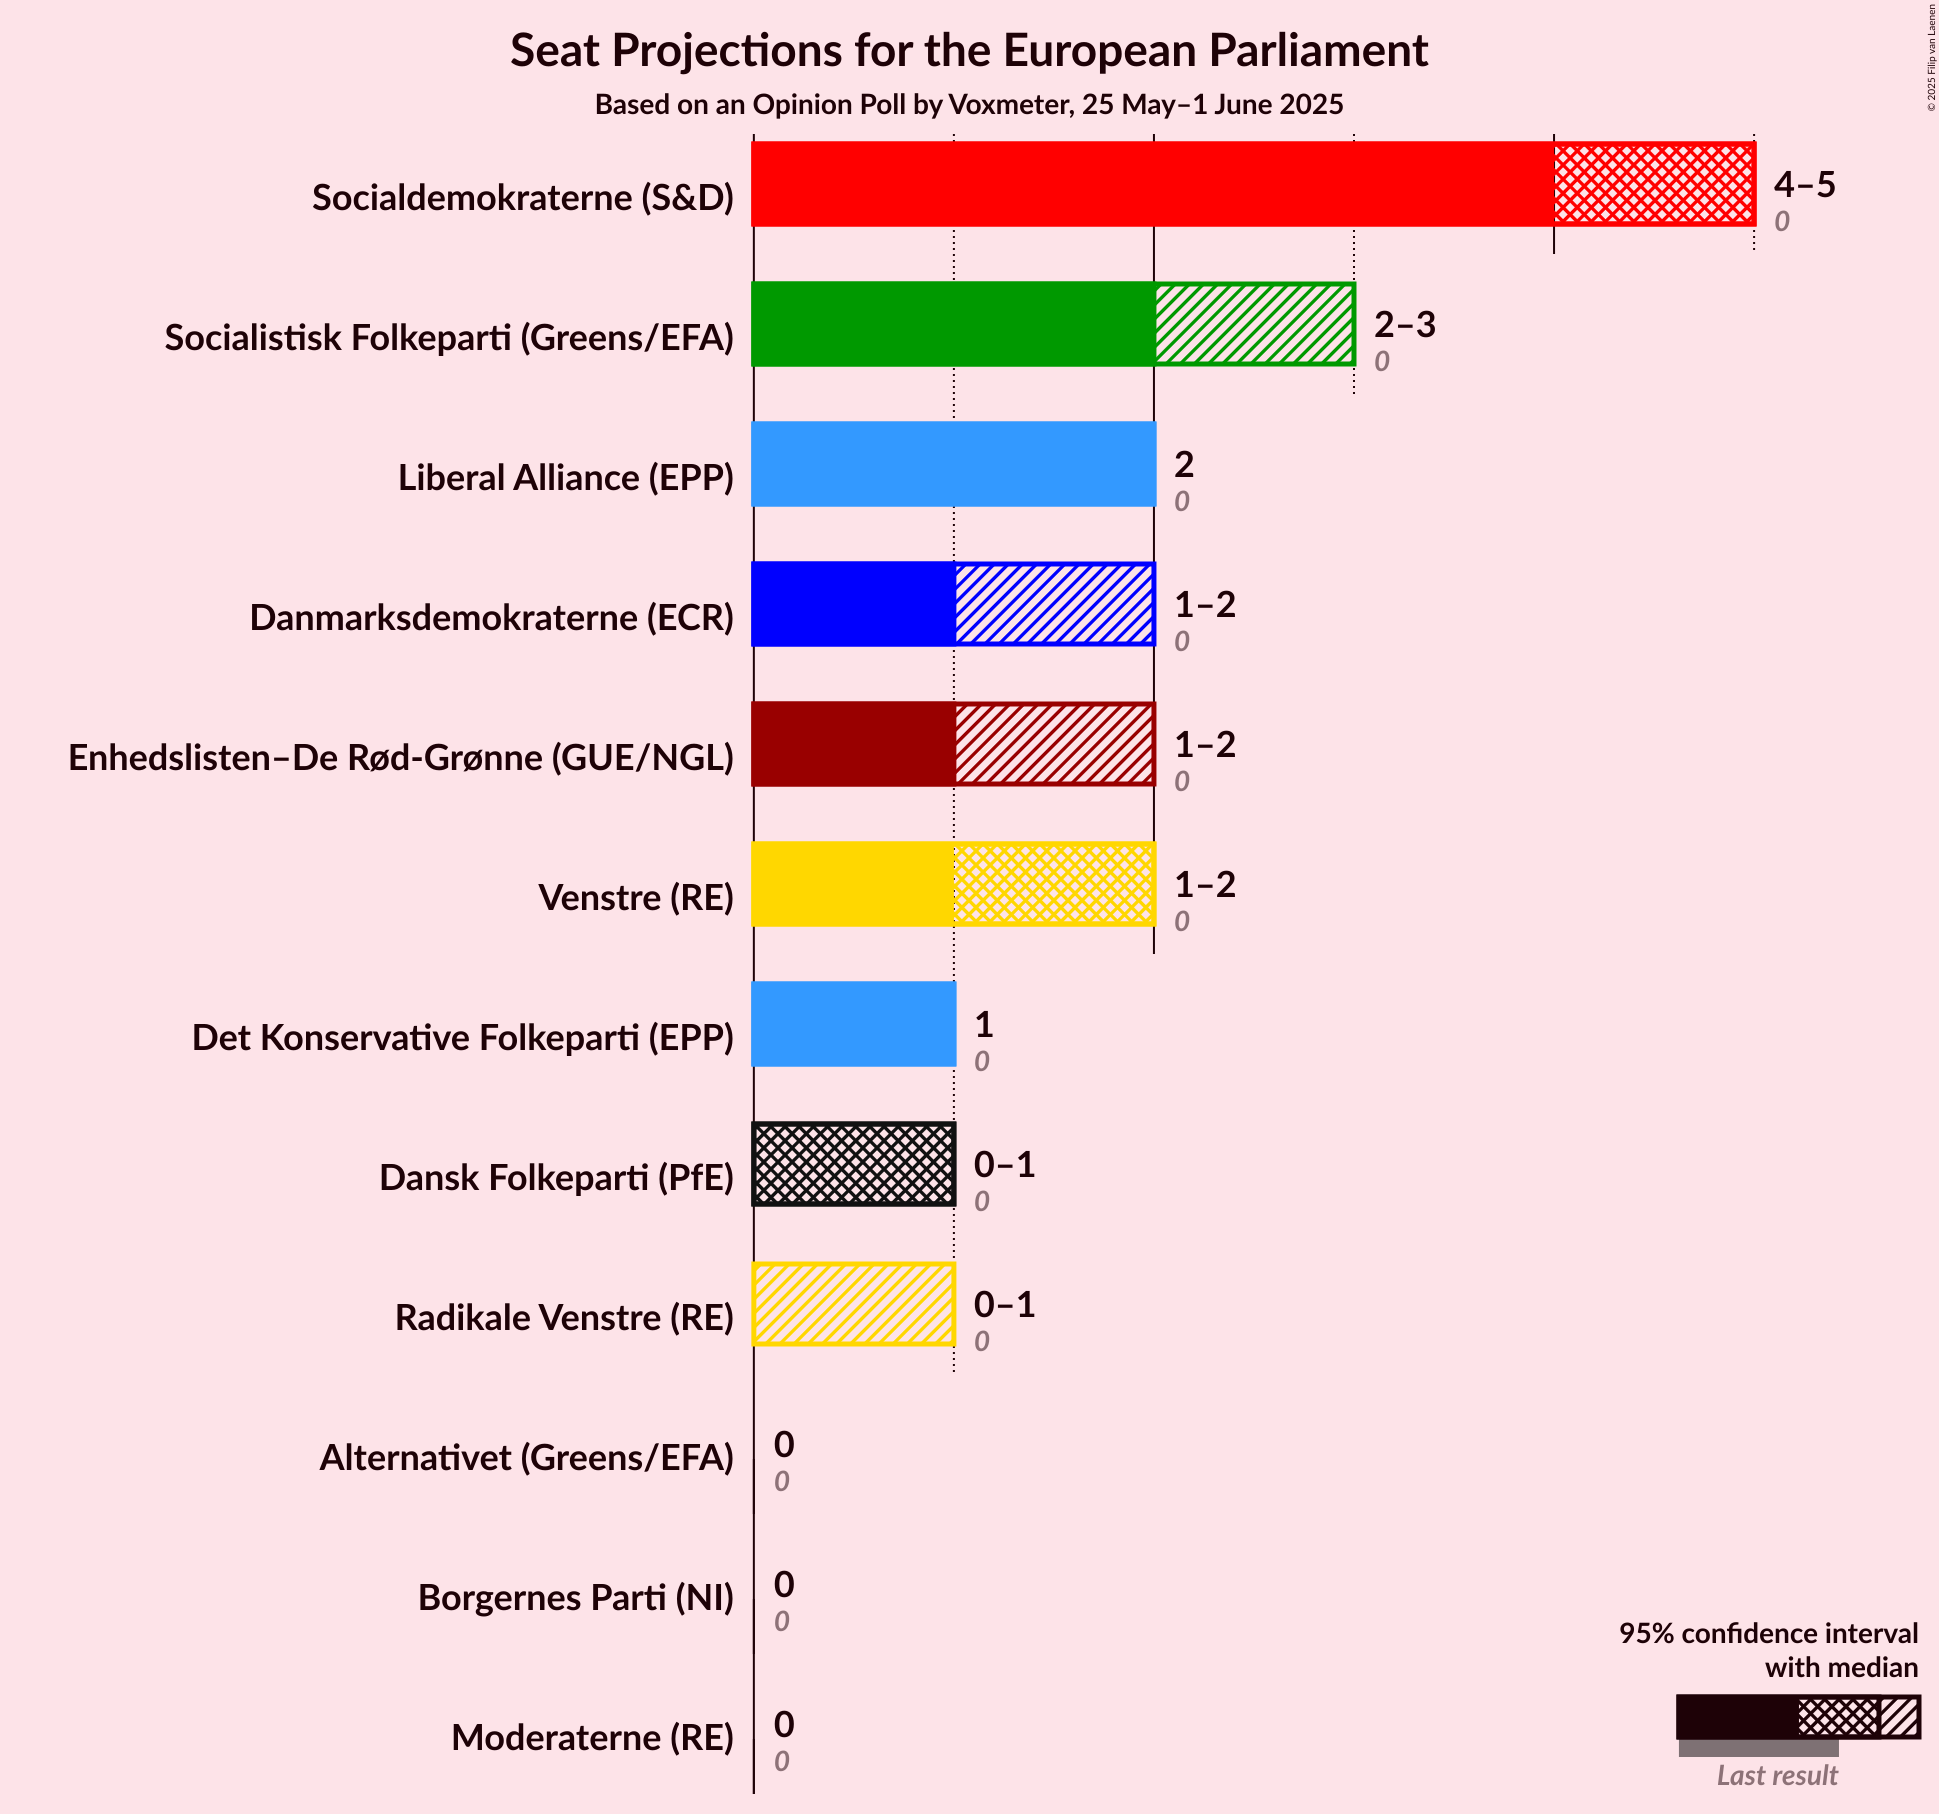 Seat Projections for the European Parliament
Based on an Opinion Poll by Voxmeter, 25 May–1 June 2025
© 2025 Filip van Laenen
Socialdemokraterne (S&D)
4–5
0
Socialistisk Folkeparti (Greens/EFA)
2–3
0
Liberal Alliance (EPP)
2
0
Danmarksdemokraterne (ECR)
1–2
0
Enhedslisten–De Rød-Grønne (GUE/NGL)
1–2
0
Venstre (RE)
1–2
0
Det Konservative Folkeparti (EPP)
1
0
Dansk Folkeparti (PfE)
0–1
0
Radikale Venstre (RE)
0–1
0
Alternativet (Greens/EFA)
0
0
Borgernes Parti (NI)
0
0
Moderaterne (RE)
0
0
95% confidence interval
with median
Last result